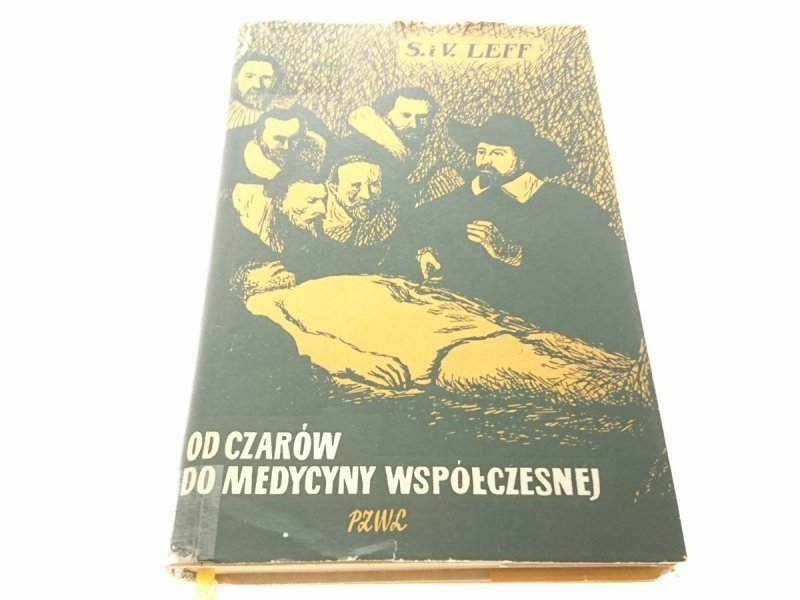 S. i V. LEFF
OD CZARÓW
DO MEDYCYNY WSPÓŁCZESNEJ
PZWL